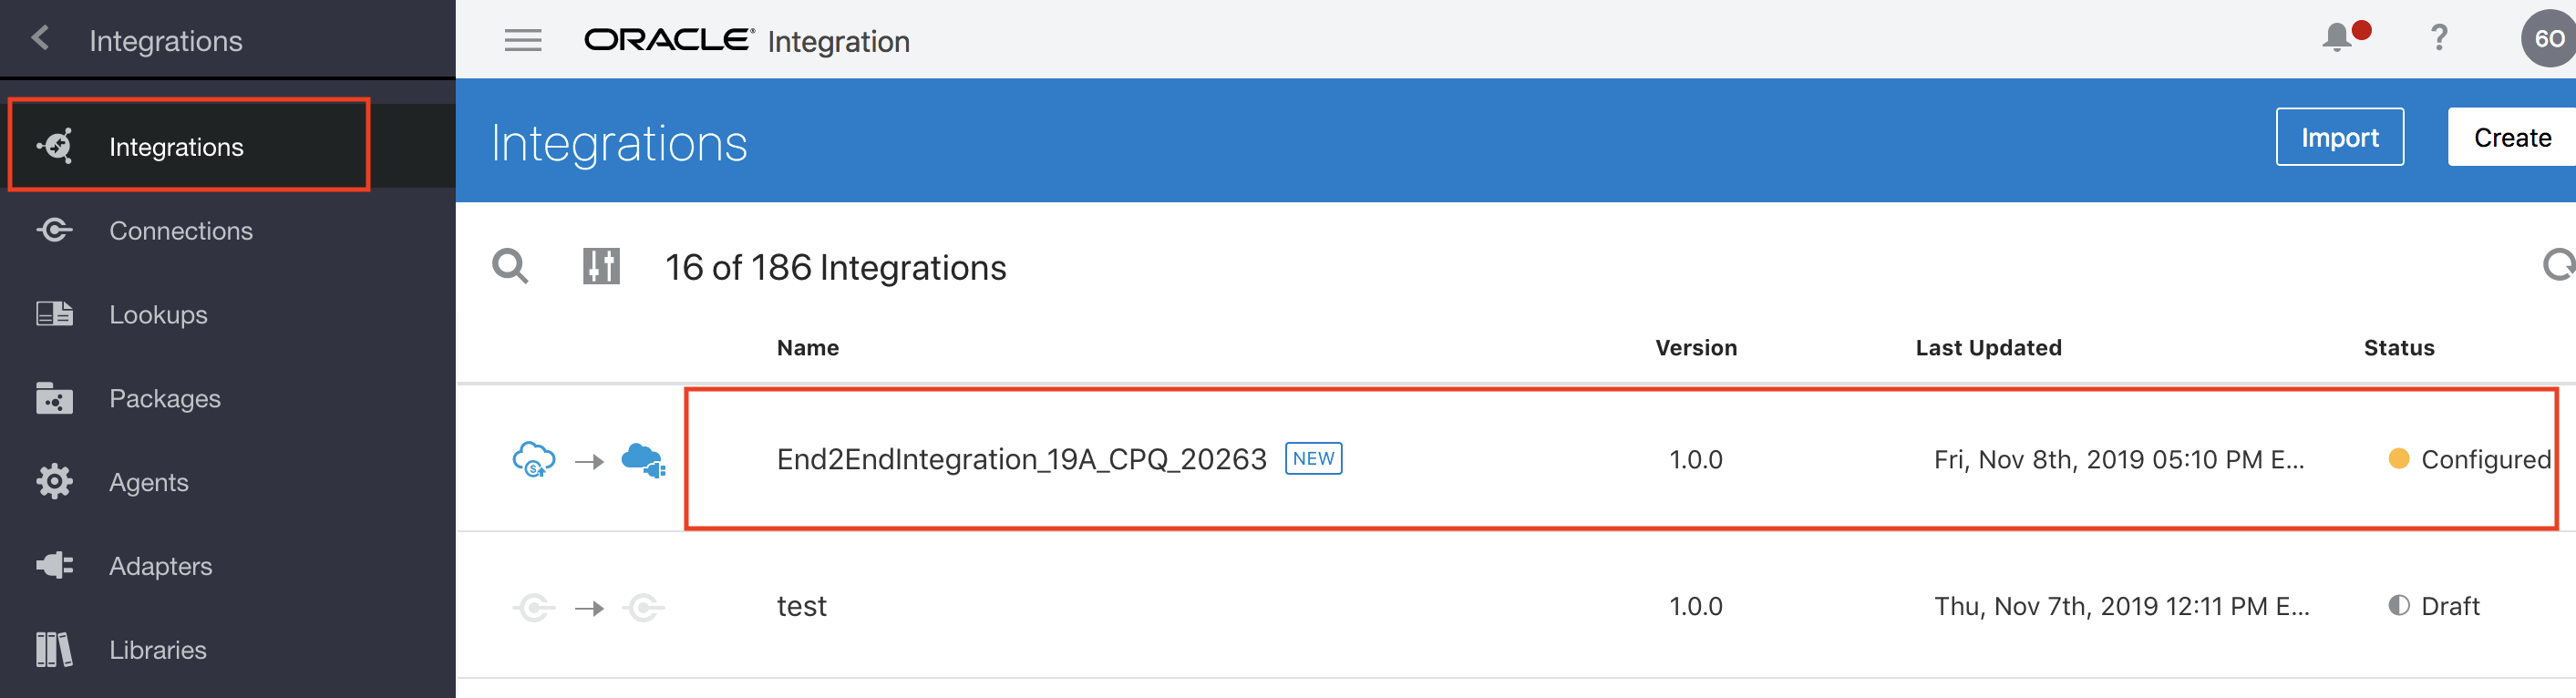 Integrations
ORACLE® Integration
?
60
Integrations
Import
Create
Integrations
Connections
Lookups
Packages
Agents
Adapters
Libraries
16 of 186 Integrations
Name Version Last Updated Status
End2EndIntegration_19A_CPQ_20263 NEW 1.0.0 Fri, Nov 8th, 2019 05:10 PM E... Configured
test 1.0.0 Thu, Nov 7th, 2019 12:11 PM E... Draft